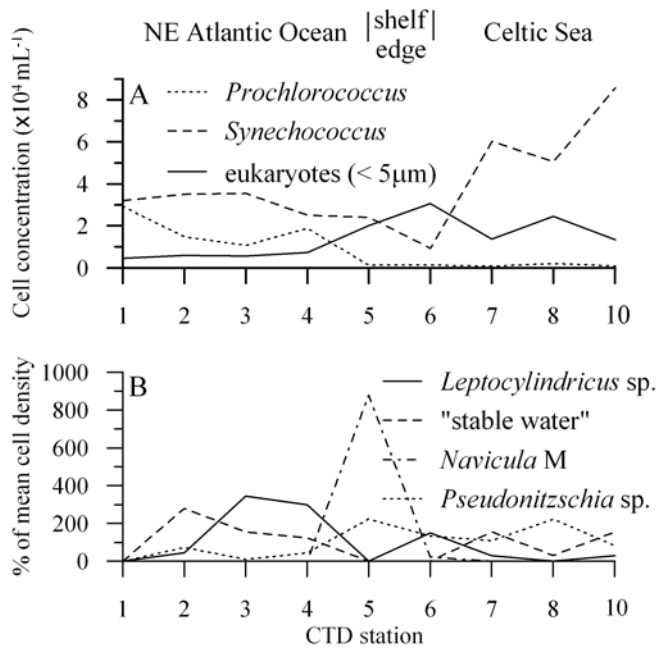 NE Atlantic Ocean |shelf edge| Celtic Sea
Cell concentration (x10⁴ mL⁻¹)
A
Prochlorococcus
Synechococcus
eukaryotes (< 5μm)
8
6
4
2
0
1 2 3 4 5 6 7 8 10
% of mean cell density
B
Leptocylindricus sp.
"stable water"
Navicula M
Pseudonitzschia sp.
1000
800
600
400
200
0
1 2 3 4 5 6 7 8 10
CTD station